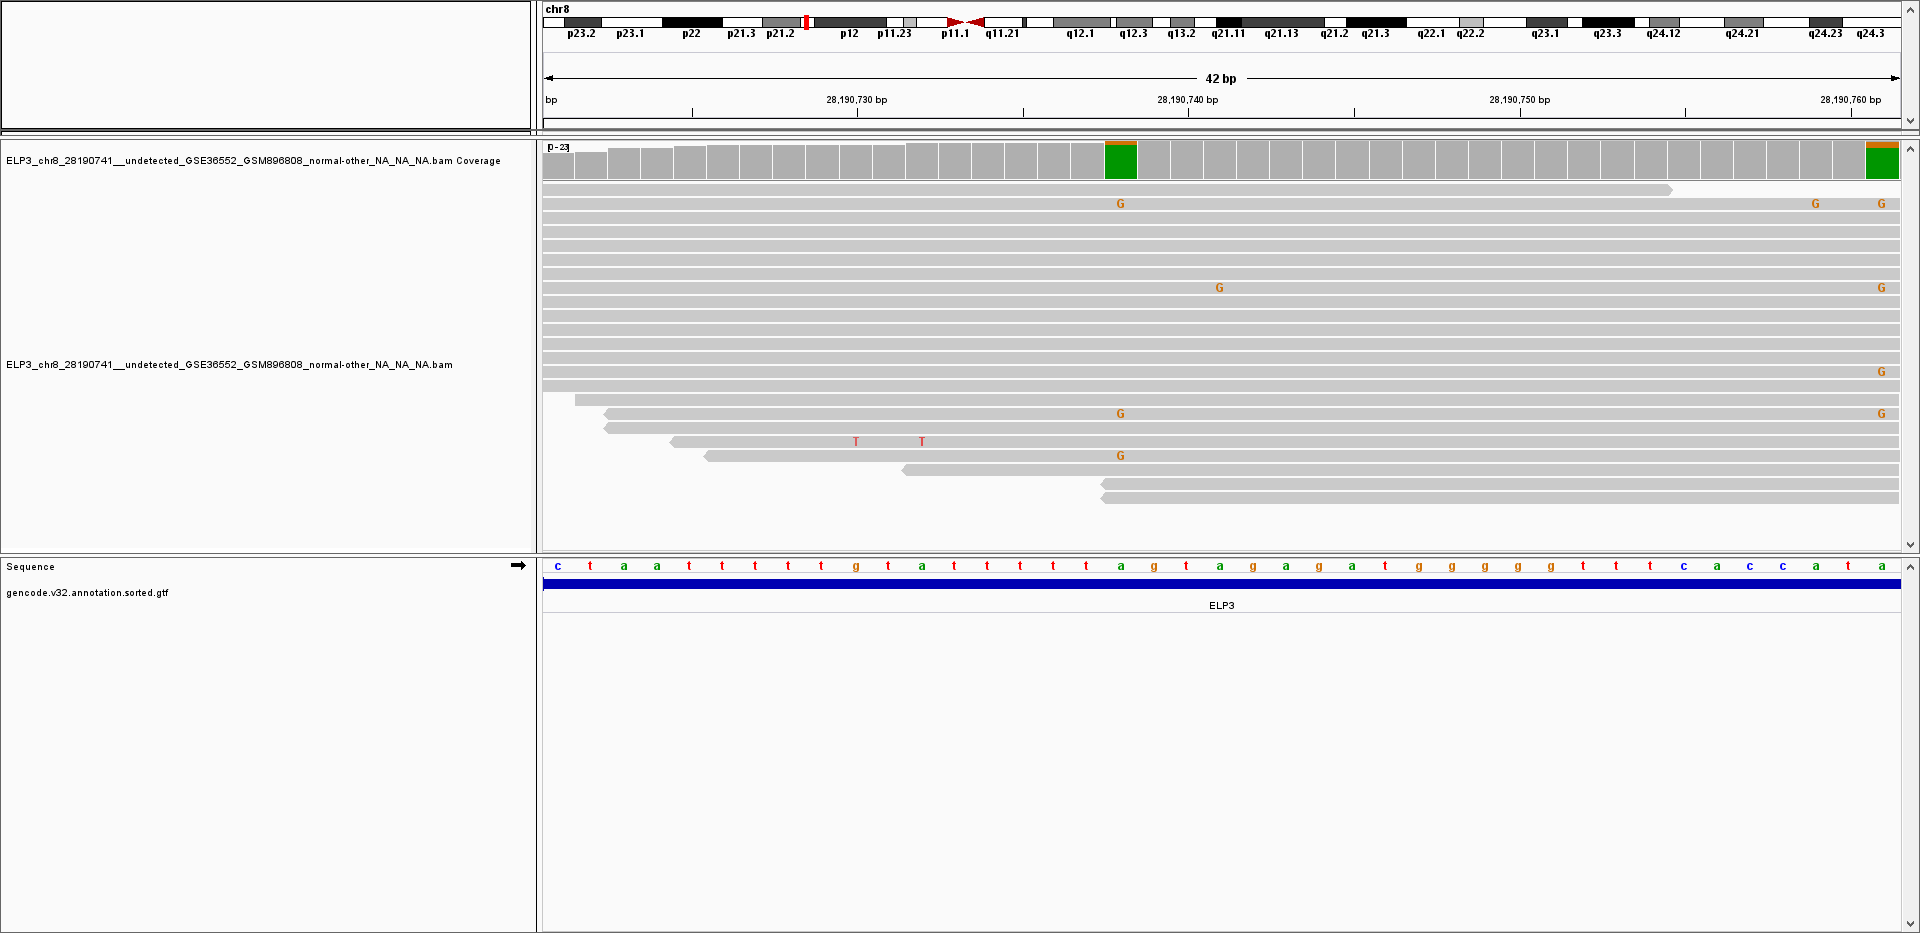 chr8
p23.2 p23.1 p22 p21.3 p21.2 p12 p11.23 p11.1 q11.21 q12.1 q12.3 q13.2 q21.11 q21.13 q21.2 q21.3 q22.1 q22.2 q23.1 q23.3 q24.12 q24.21 q24.23 q24.3
42 bp
bp 28,190,730 bp 28,190,740 bp 28,190,750 bp 28,190,760 bp
[0-23]
ELP3_chr8_28190741__undetected_GSE36552_GSM896808_normal-other_NA_NA_NA.bam Coverage
G G G
G G
ELP3_chr8_28190741__undetected_GSE36552_GSM896808_normal-other_NA_NA_NA.bam
G
G G
T T
G
Sequence
c t a a t t t t t g t a t t t t t a g t a g a g a t g g g g g t t t c a c c a t a
gencode.v32.annotation.sorted.gtf
ELP3